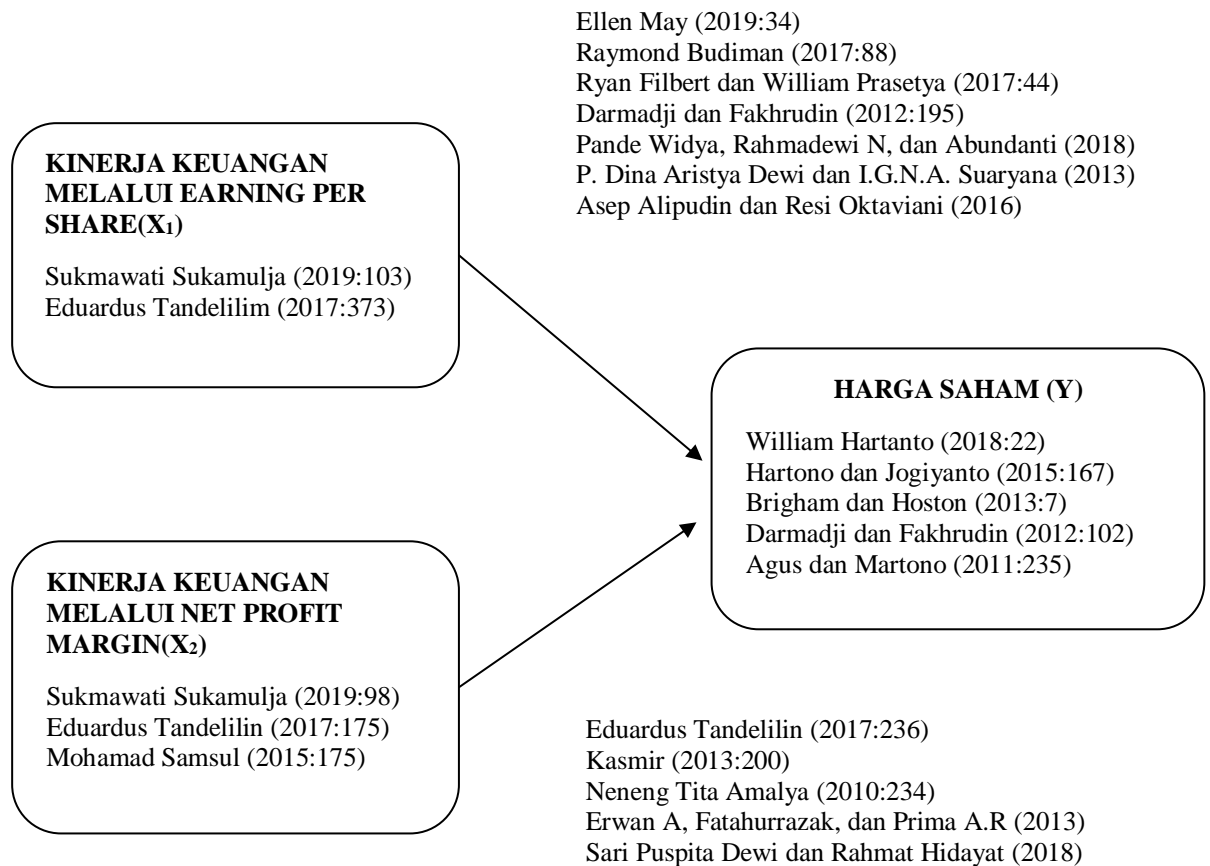 Ellen May (2019:34)
Raymond Budiman (2017:88)
Ryan Filbert dan William Prasetya (2017:44)
Darmadji dan Fakhrudin (2012:195)
Pande Widya, Rahmadewi N, dan Abundanti (2018)
P. Dina Aristya Dewi dan I.G.N.A. Suaryana (2013)
Asep Alipudin dan Resi Oktaviani (2016)
KINERJA KEUANGAN
MELALUI EARNING PER
SHARE(X₁)
Sukmawati Sukamulja (2019:103)
Eduardus Tandelilim (2017:373)
HARGA SAHAM (Y)
William Hartanto (2018:22)
Hartono dan Jogiyanto (2015:167)
Brigham dan Hoston (2013:7)
Darmadji dan Fakhrudin (2012:102)
Agus dan Martono (2011:235)
KINERJA KEUANGAN
MELALUI NET PROFIT
MARGIN(X₂)
Sukmawati Sukamulja (2019:98)
Eduardus Tandelilin (2017:175)
Mohamad Samsul (2015:175)
Eduardus Tandelilin (2017:236)
Kasmir (2013:200)
Neneng Tita Amalya (2010:234)
Erwan A, Fatahurrazak, dan Prima A.R (2013)
Sari Puspita Dewi dan Rahmat Hidayat (2018)